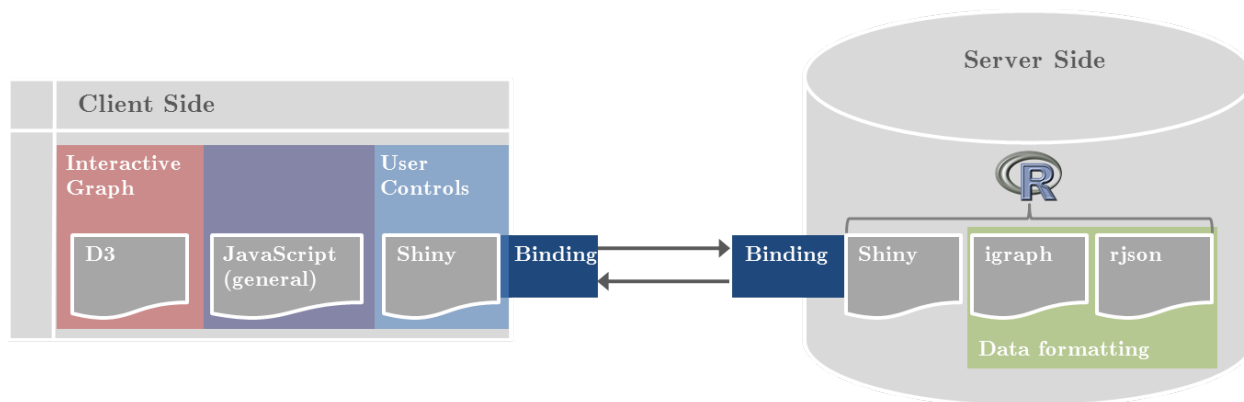 Client Side
Interactive
Graph
User
Controls
D3
JavaScript
(general)
Shiny
Binding
Server Side
R
Binding
Shiny
igraph
rjson
Data formatting